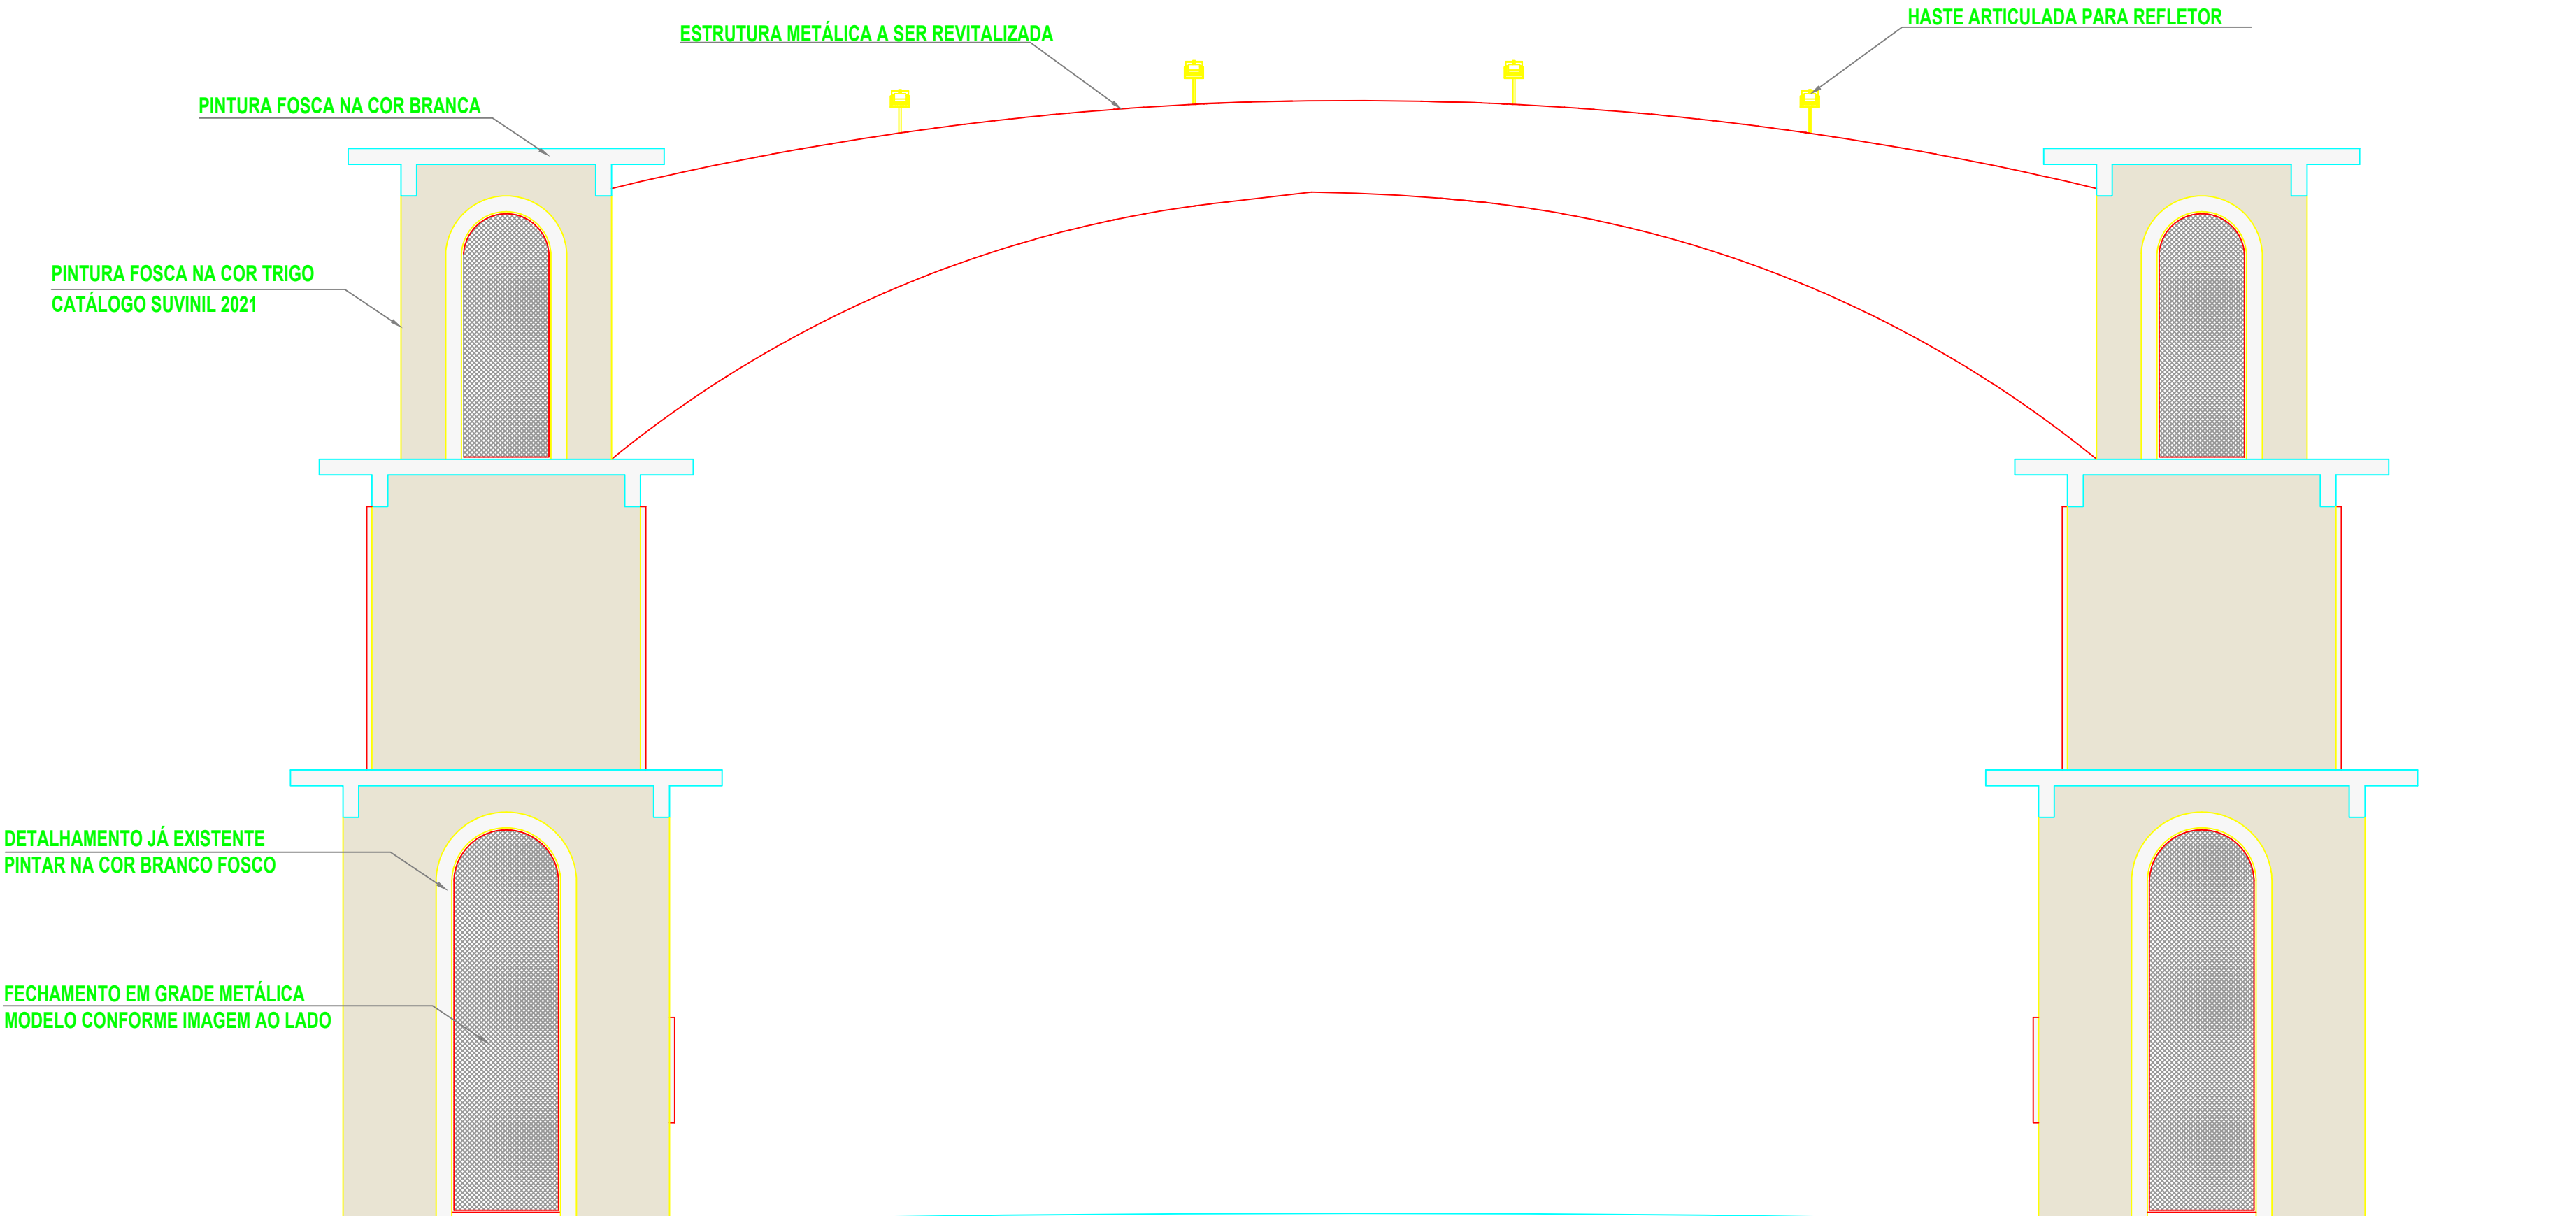 HASTE ARTICULADA PARA REFLETOR
ESTRUTURA METÁLICA A SER REVITALIZADA
PINTURA FOSCA NA COR BRANCA
PINTURA FOSCA NA COR TRIGO
CATÁLOGO SUVINIL 2021
DETALHAMENTO JÁ EXISTENTE
PINTAR NA COR BRANCO FOSCO
FECHAMENTO EM GRADE METÁLICA
MODELO CONFORME IMAGEM AO LADO